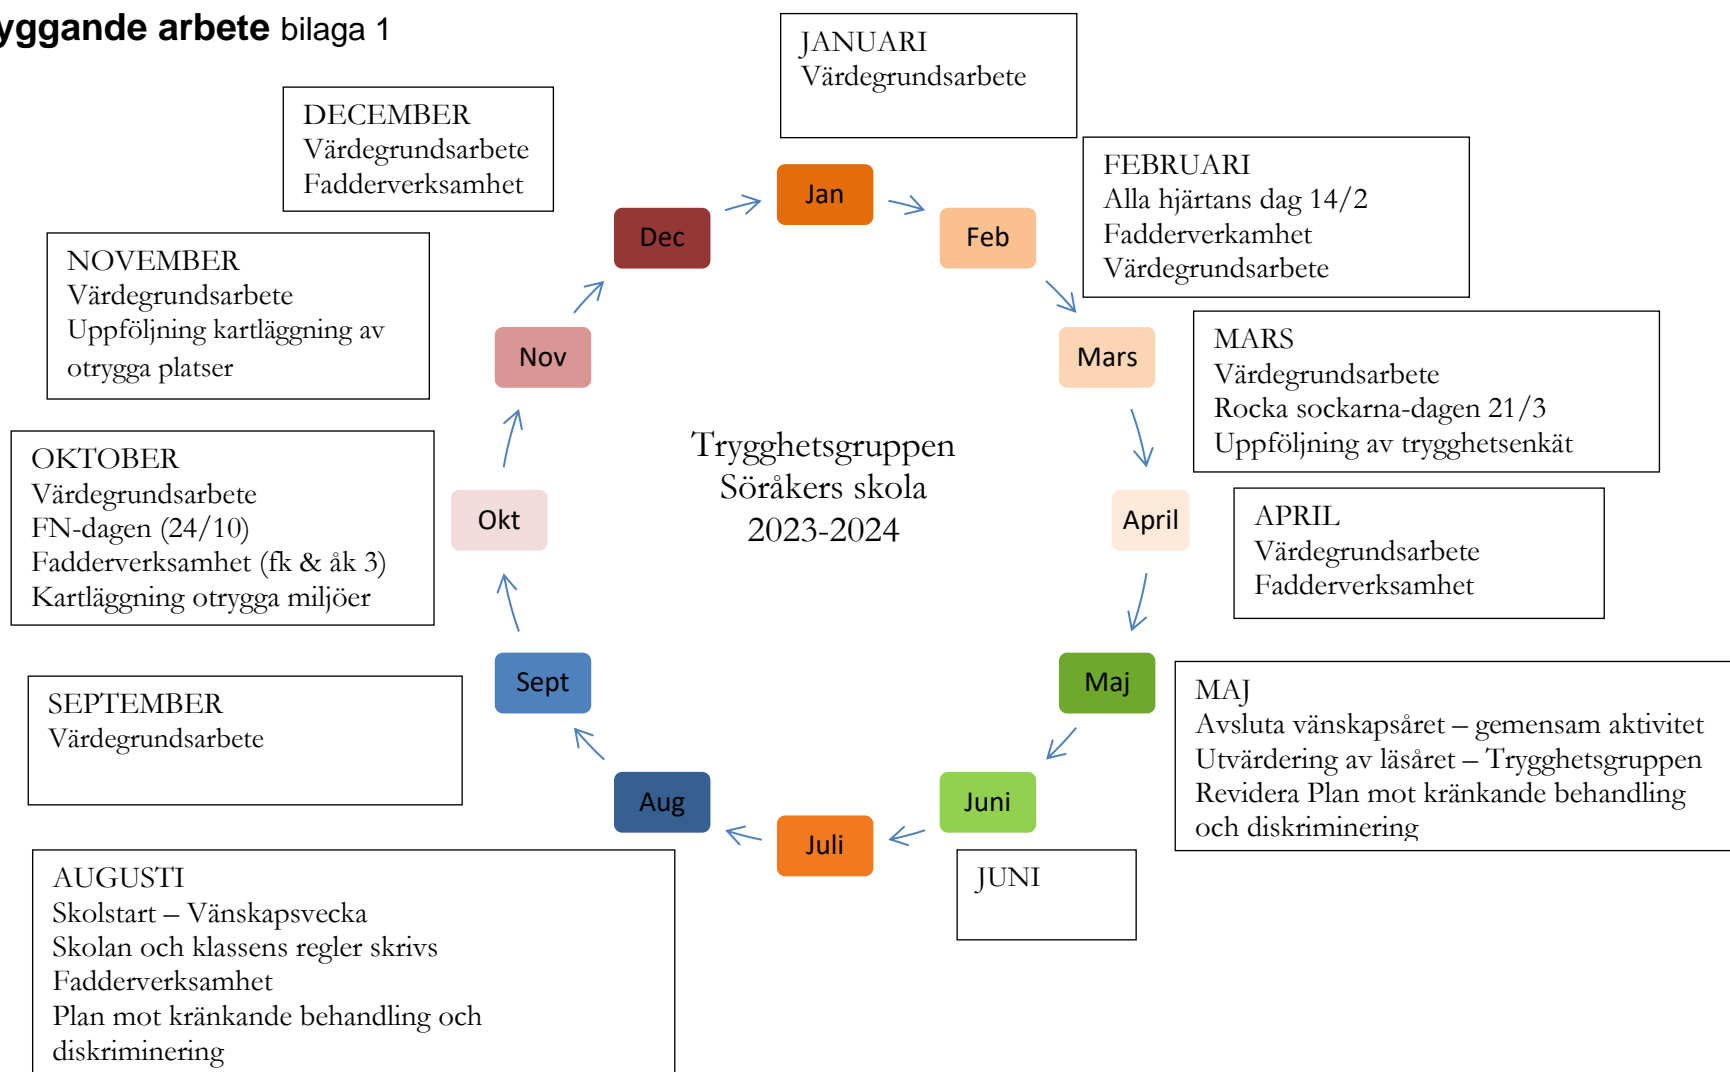 yggande arbete bilaga 1
JANUARI
Värdegrundsarbete
DECEMBER
Värdegrundsarbete
Fadderverksamhet
FEBRUARI
Alla hjärtans dag 14/2
Fadderverkamhet
Värdegrundsarbete
NOVEMBER
Värdegrundsarbete
Uppföljning kartläggning av
otrygga platser
MARS
Värdegrundsarbete
Rocka sockarna-dagen 21/3
Uppföljning av trygghetsenkät
OKTOBER
Värdegrundsarbete
FN-dagen (24/10)
Fadderverksamhet (fk & åk 3)
Kartläggning otrygga miljöer
APRIL
Värdegrundsarbete
Fadderverksamhet
SEPTEMBER
Värdegrundsarbete
MAJ
Avsluta vänskapsåret – gemensam aktivitet
Utvärdering av läsåret – Trygghetsgruppen
Revidera Plan mot kränkande behandling
och diskriminering
AUGUSTI
Skolstart – Vänskapsvecka
Skolan och klassens regler skrivs
Fadderverksamhet
Plan mot kränkande behandling och
diskriminering
JUNI
Jan
Feb
Mars
April
Maj
Juni
Juli
Aug
Sept
Okt
Nov
Dec
Trygghetsgruppen
Söråkers skola
2023-2024